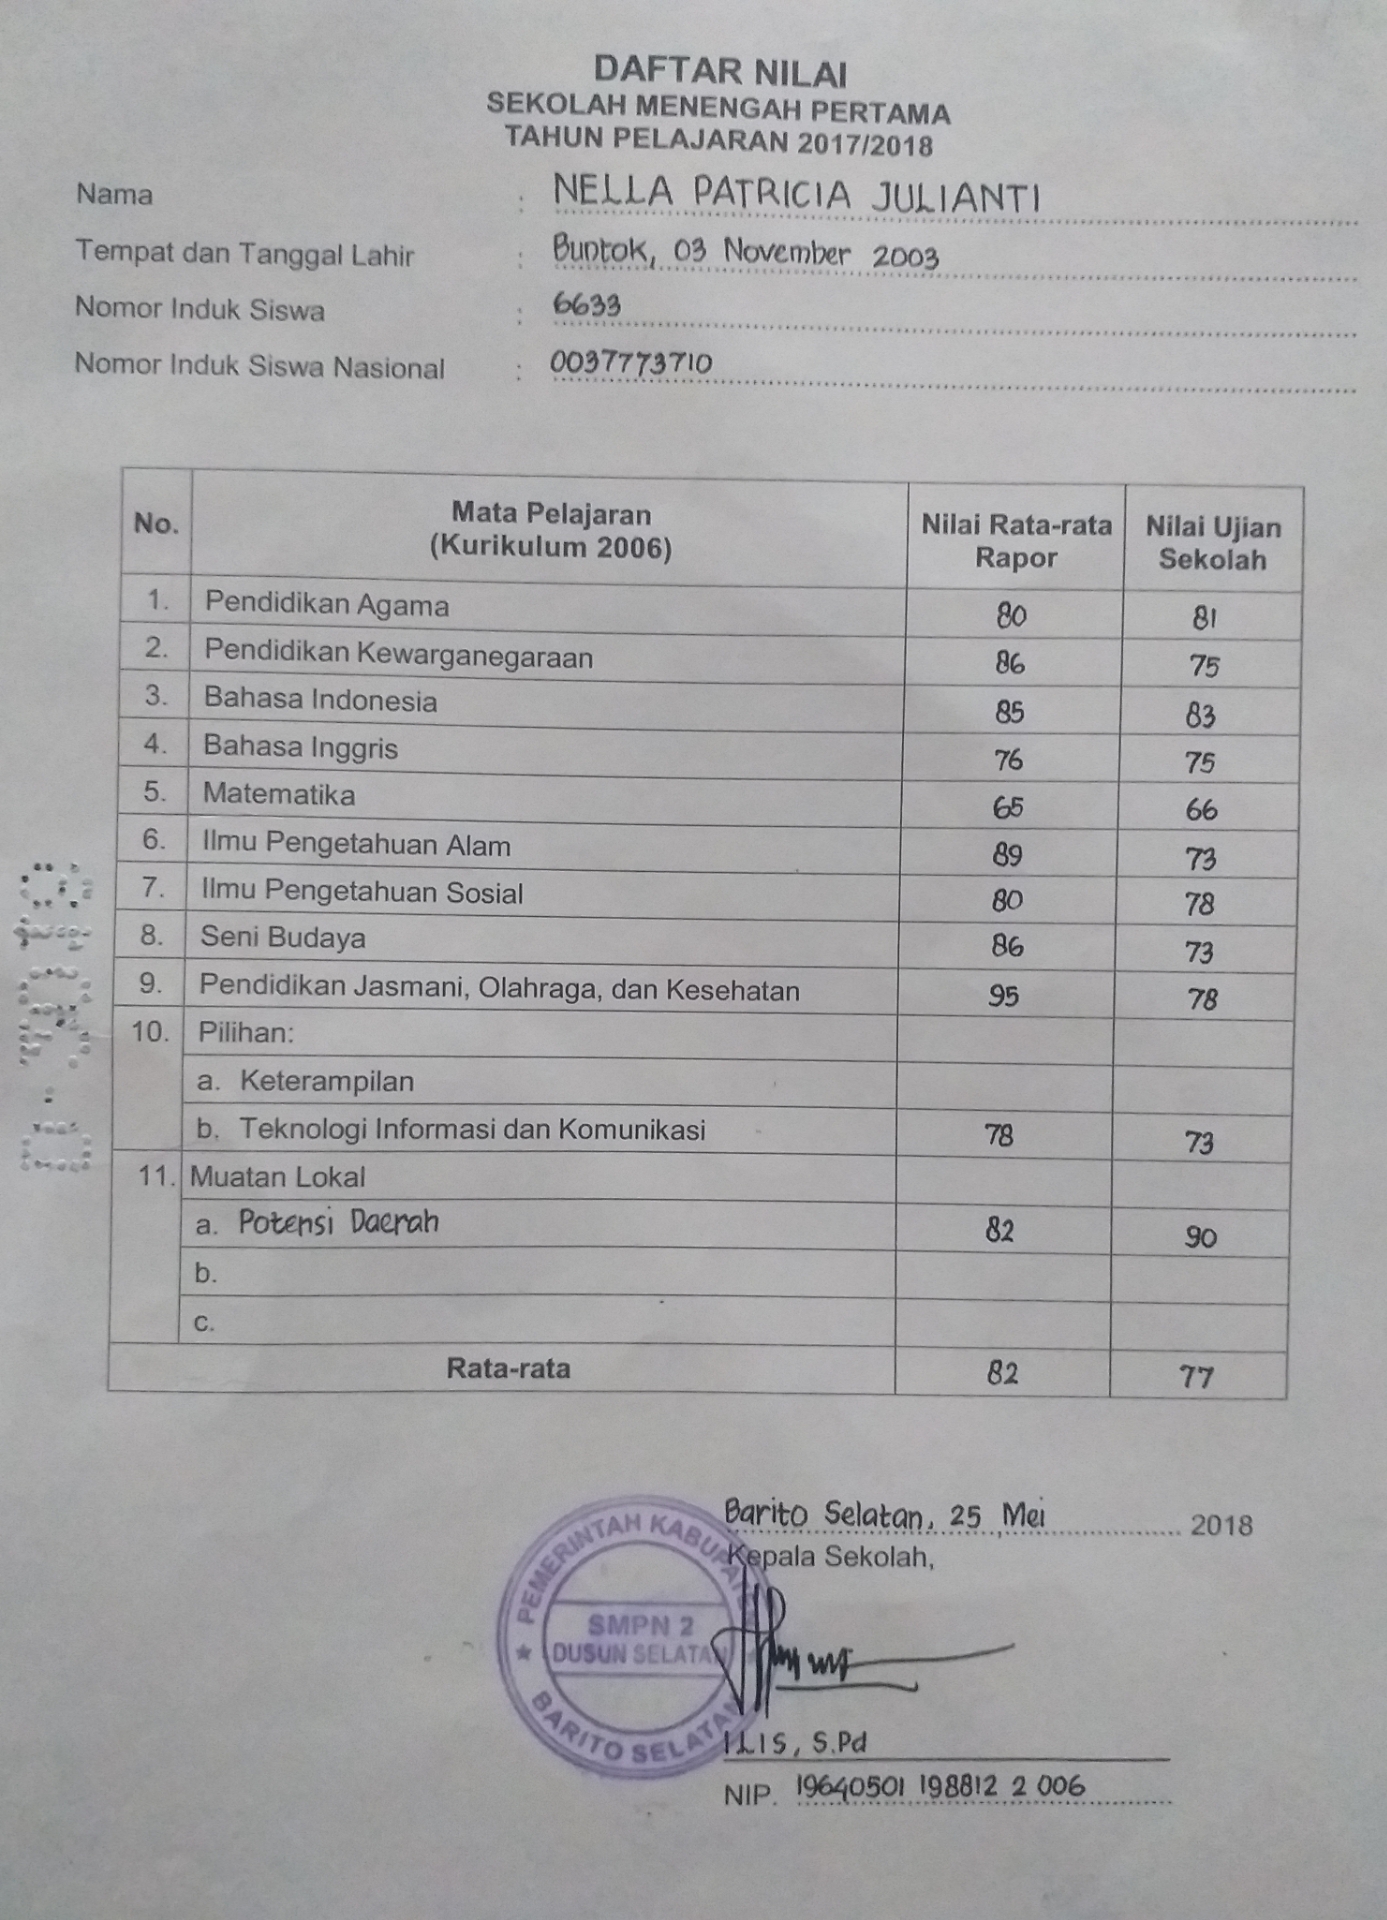 DAFTAR NILAI
SEKOLAH MENENGAH PERTAMA
TAHUN PELAJARAN 2017/2018
Nama : NELLA PATRICIA JULIANTI
Tempat dan Tanggal Lahir : Buntok, 03 November 2003
Nomor Induk Siswa : 6633
Nomor Induk Siswa Nasional : 0037773710
No. Mata Pelajaran (Kurikulum 2006) Nilai Rata-rata Rapor Nilai Ujian Sekolah
1. Pendidikan Agama 80 81
2. Pendidikan Kewarganegaraan 86 75
3. Bahasa Indonesia 85 83
4. Bahasa Inggris 76 75
5. Matematika 65 66
6. Ilmu Pengetahuan Alam 89 73
7. Ilmu Pengetahuan Sosial 80 78
8. Seni Budaya 86 73
9. Pendidikan Jasmani, Olahraga, dan Kesehatan 95 78
10. Pilihan:
a. Keterampilan
b. Teknologi Informasi dan Komunikasi 78 73
11. Muatan Lokal
a. Potensi Daerah 82 90
b.
c.
Rata-rata 82 77
Barito Selatan, 25 Mei 2018
Kepala Sekolah,
PEMERINTAH KABUPATEN
SMPN 2
DUSUN SELATAN
BARITO SELATAN
ILIS, S.Pd
NIP. 19640501 198812 2 006